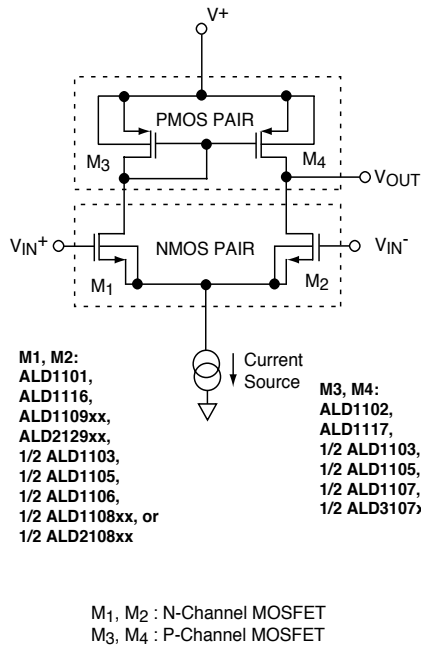 V+
PMOS PAIR
M3
M4
VOUT
VIN+
NMOS PAIR
VIN-
M1
M2
Current
Source
M1, M2:
ALD1101,
ALD1116,
ALD1109xx,
ALD2129xx,
1/2 ALD1103,
1/2 ALD1105,
1/2 ALD1106,
1/2 ALD1108xx, or
1/2 ALD2108xx
M3, M4:
ALD1102,
ALD1117,
1/2 ALD1103,
1/2 ALD1105,
1/2 ALD1107,
1/2
M1, M2 : N-Channel MOSFET
M3, M4 : P-Channel MOSFET